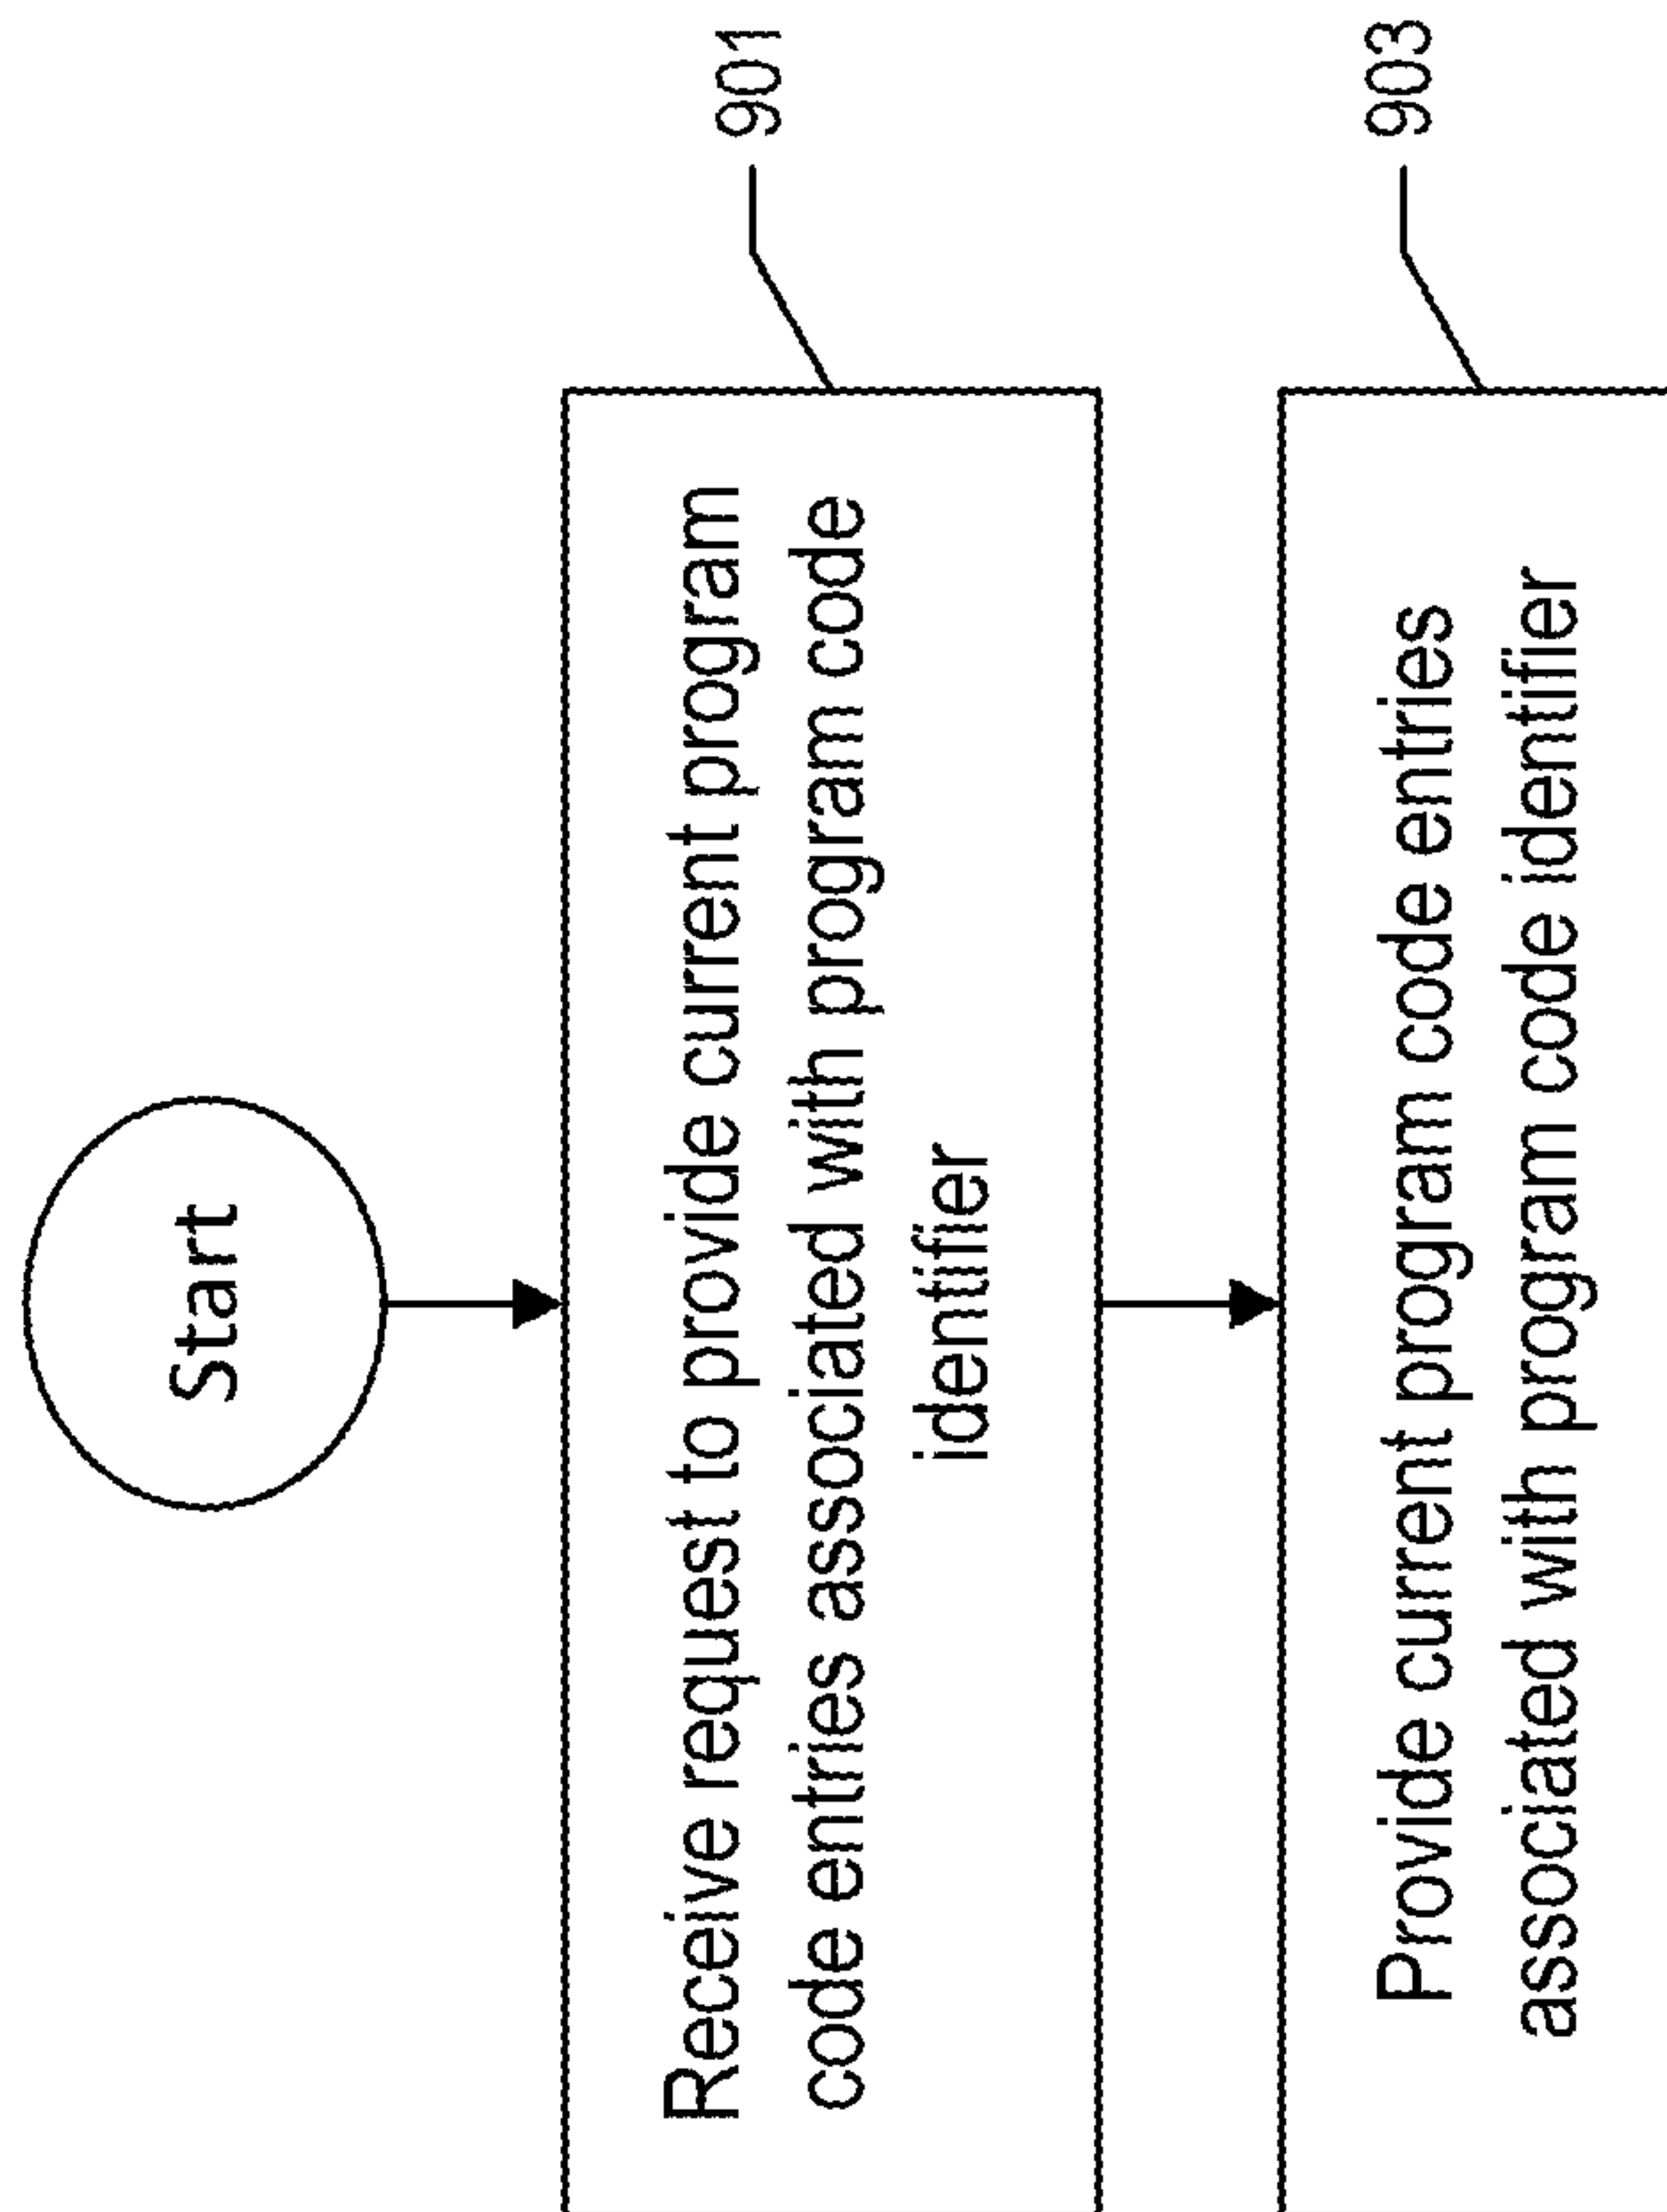 Start
Receive request to provide current program
code entries associated with program code
identifier
901
Provide current program code entries
associated with program code identifier
903